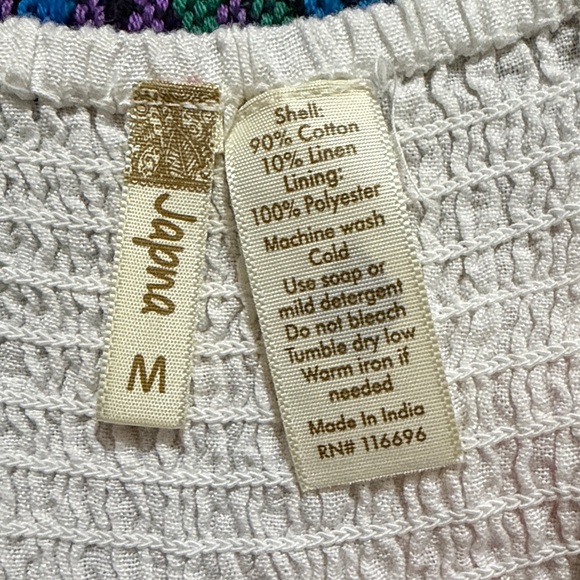 Japna
M
Shell:
90% Cotton
10% Linen
Lining:
100% Polyester
Machine wash
Cold
Use soap or
mild detergent
Do not bleach
Tumble dry low
Warm iron if
needed
Made In India
RN# 116696